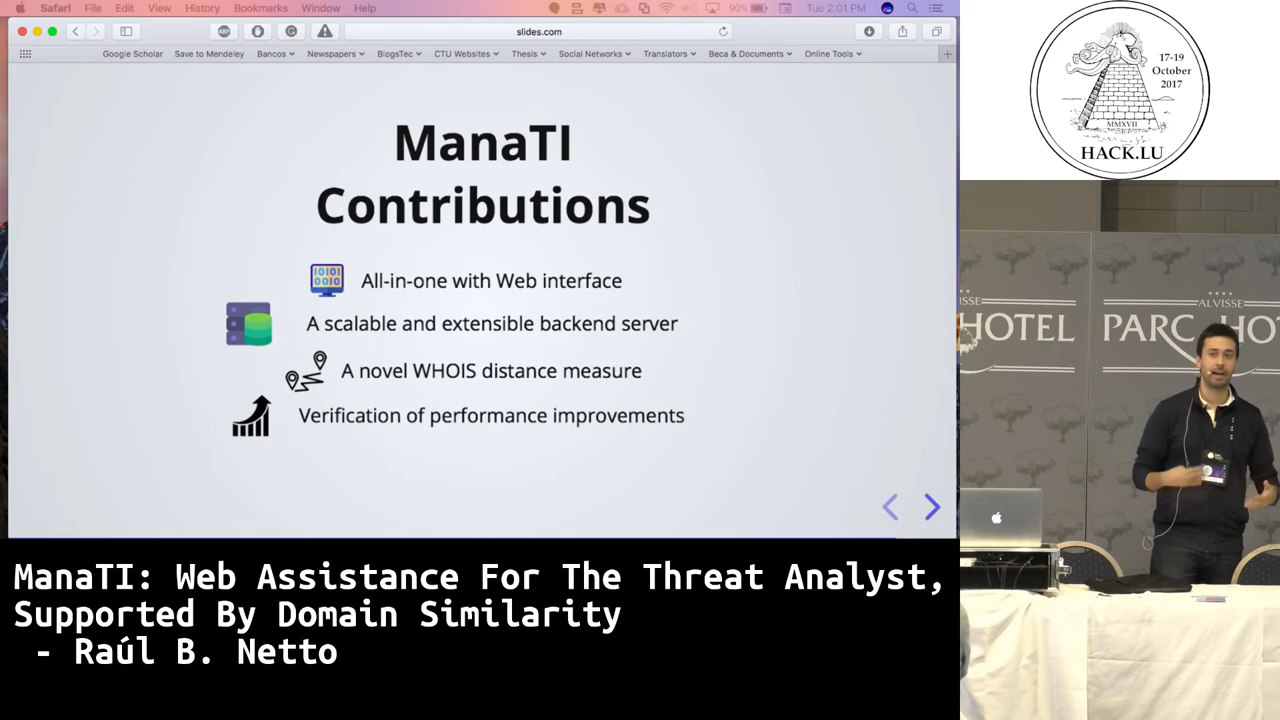 Safari File Edit View History Bookmarks Window Help 90% Tue 2:01 PM
slides.com
Google Scholar Save to Mendeley Bancos Newspapers BlogsTec CTU Websites Thesis Social Networks Translators Beca & Documents Online Tools
ManaTI
Contributions
All-in-one with Web interface
A scalable and extensible backend server
A novel WHOIS distance measure
Verification of performance improvements
ManaTI: Web Assistance For The Threat Analyst,
Supported By Domain Similarity
- Raúl B. Netto
17-19
October
2017
MMXVII
HACK.LU
HOTEL
ALVISSE
PARC HO